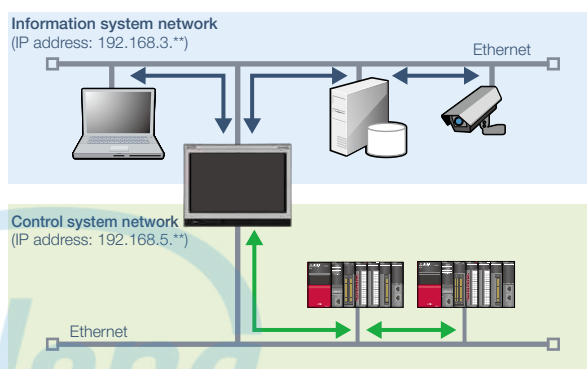 Information system network
(IP address: 192.168.3.**)
Ethernet
Control system network
(IP address: 192.168.5.**)
Ethernet